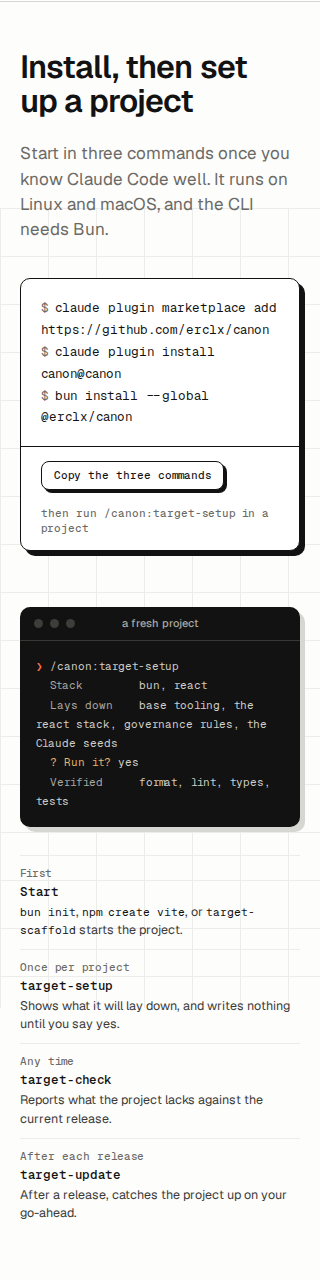 Install, then set
up a project
Start in three commands once you
know Claude Code well. It runs on
Linux and macOS, and the CLI
needs Bun.
$ claude plugin marketplace add
https://github.com/erclx/canon
$ claude plugin install
canon@canon
$ bun install --global
@erclx/canon
Copy the three commands
then run /canon:target-setup in a
project
a fresh project
❯ /canon:target-setup
Stack bun, react
Lays down base tooling, the
react stack, governance rules, the
Claude seeds
? Run it? yes
Verified format, lint, types,
tests
First
Start
bun init, npm create vite, or target-
scaffold starts the project.
Once per project
target-setup
Shows what it will lay down, and writes nothing
until you say yes.
Any time
target-check
Reports what the project lacks against the
current release.
After each release
target-update
After a release, catches the project up on your
go-ahead.